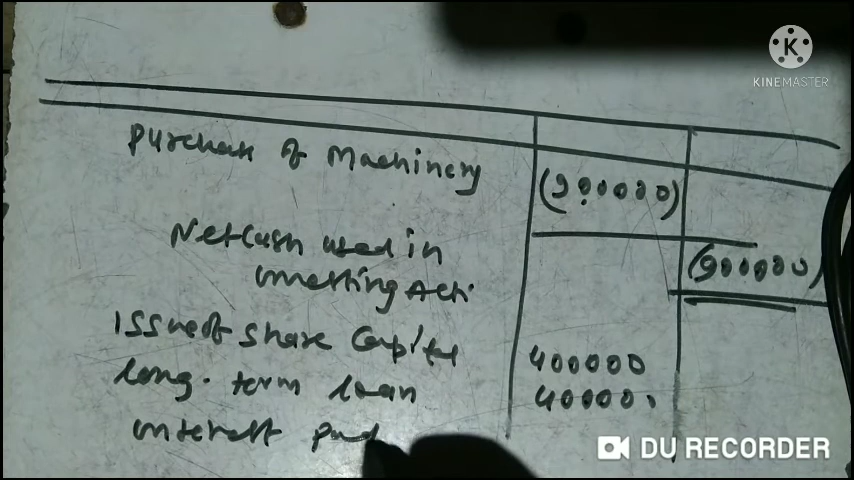 K
KINEMASTER
Purchase of Machinery (900000)
Net Cash used in
investing Acti (900000)
Issue of Share Capital 400000
long-term loan 400000
interest paid
DU RECORDER